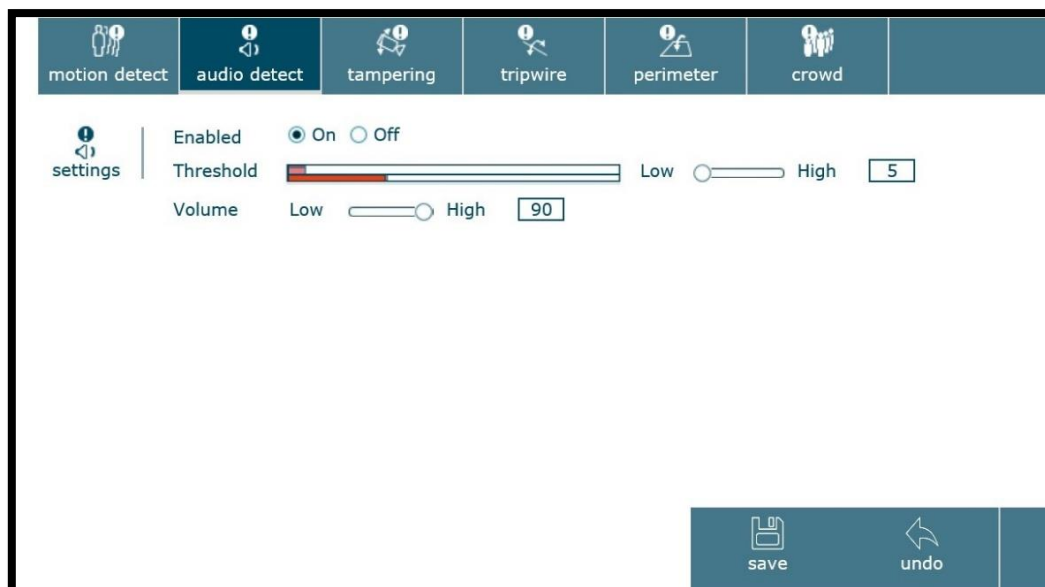 motion detect audio detect tampering tripwire perimeter crowd
settings
Enabled On Off
Threshold Low High 5
Volume Low High 90
save undo